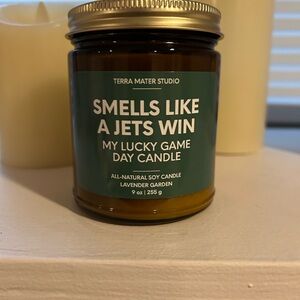 TERRA MATER STUDIO
SMELLS LIKE
A JETS WIN
MY LUCKY GAME
DAY CANDLE
ALL-NATURAL SOY CANDLE
LAVENDER GARDEN
9 oz | 255 g